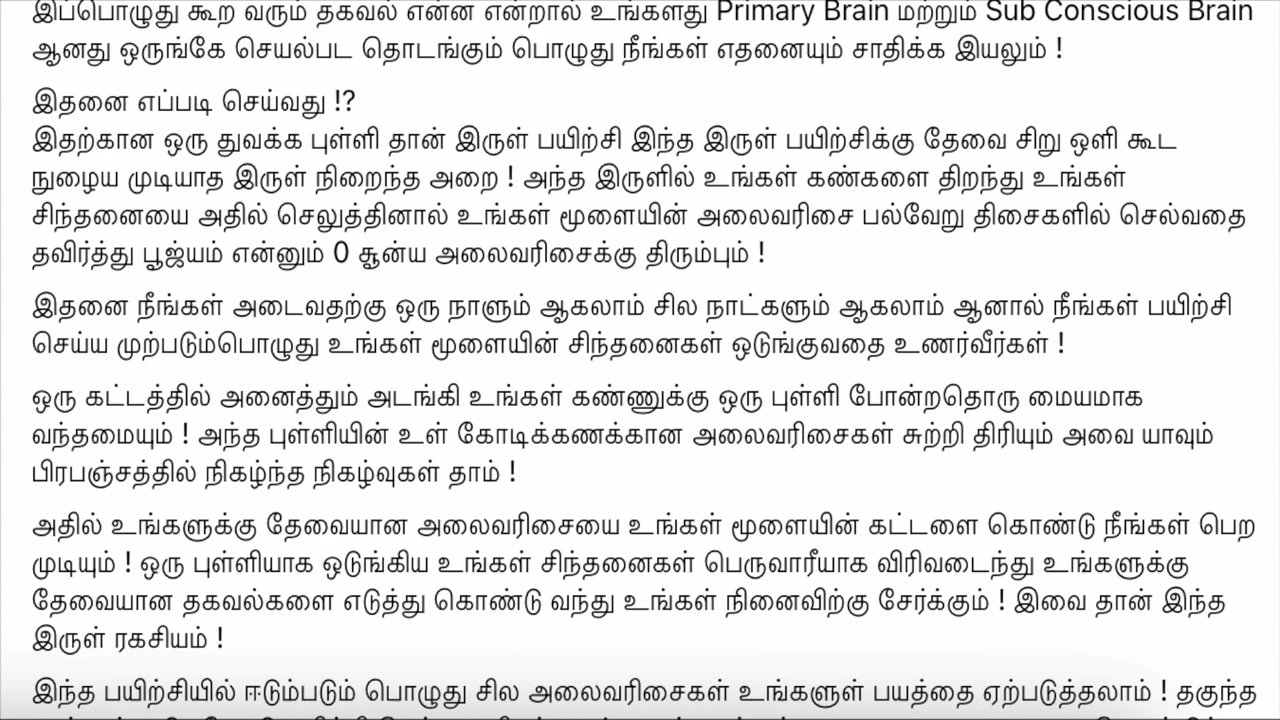 இப்பொழுது கூற வரும் தகவல் என்ன என்றால் உங்களது Primary Brain மற்றும் Sub Conscious Brain
ஆனது ஒருங்கே செயல்பட தொடங்கும் பொழுது நீங்கள் எதனையும் சாதிக்க இயலும் !
இதனை எப்படி செய்வது !?
இதற்கான ஒரு துவக்க புள்ளி தான் இருள் பயிற்சி இந்த இருள் பயிற்சிக்கு தேவை சிறு ஒளி கூட
நுழைய முடியாத இருள் நிறைந்த அறை ! அந்த இருளில் உங்கள் கண்களை திறந்து உங்கள்
சிந்தனையை அதில் செலுத்தினால் உங்கள் மூளையின் அலைவரிசை பல்வேறு திசைகளில் செல்வதை
தவிர்த்து பூஜ்யம் என்னும் 0 சூன்ய அலைவரிசைக்கு திரும்பும் !
இதனை நீங்கள் அடைவதற்கு ஒரு நாளும் ஆகலாம் சில நாட்களும் ஆகலாம் ஆனால் நீங்கள் பயிற்சி
செய்ய முற்படும்பொழுது உங்கள் மூளையின் சிந்தனைகள் ஒடுங்குவதை உணர்வீர்கள் !
ஒரு கட்டத்தில் அனைத்தும் அடங்கி உங்கள் கண்ணுக்கு ஒரு புள்ளி போன்றதொரு மையமாக
வந்தமையும் ! அந்த புள்ளியின் உள் கோடிக்கணக்கான அலைவரிசைகள் சுற்றி திரியும் அவை யாவும்
பிரபஞ்சத்தில் நிகழ்ந்த நிகழ்வுகள் தாம் !
அதில் உங்களுக்கு தேவையான அலைவரிசையை உங்கள் மூளையின் கட்டளை கொண்டு நீங்கள் பெற
முடியும் ! ஒரு புள்ளியாக ஒடுங்கிய உங்கள் சிந்தனைகள் பெருவாரீயாக விரிவடைந்து உங்களுக்கு
தேவையான தகவல்களை எடுத்து கொண்டு வந்து உங்கள் நினைவிற்கு சேர்க்கும் ! இவை தான் இந்த
இருள் ரகசியம் !
இந்த பயிற்சியில் ஈடும்படும் பொழுது சில அலைவரிசைகள் உங்களுள் பயத்தை ஏற்படுத்தலாம் ! தகுந்த